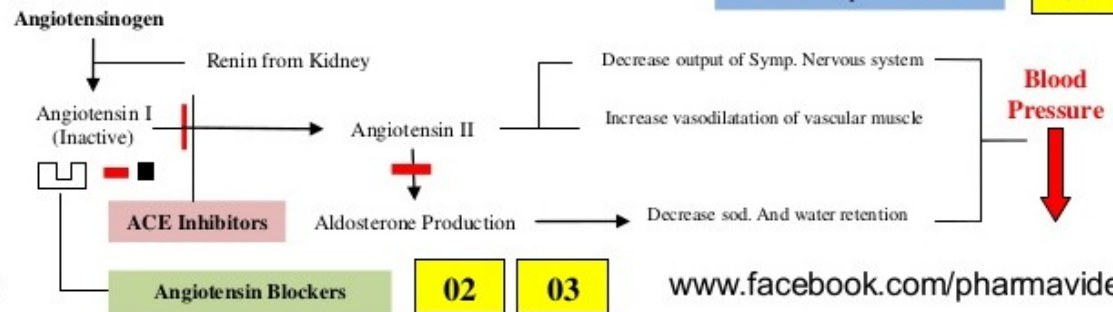 Angiotensinogen
Renin from Kidney
Decrease output of Symp. Nervous system
Blood
Pressure
Angiotensin I
(Inactive)
Angiotensin II
Increase vasodilatation of vascular muscle
ACE Inhibitors
Aldosterone Production
Decrease sod. And water retention
Angiotensin Blockers
02
03
www.facebook.com/pharmavide